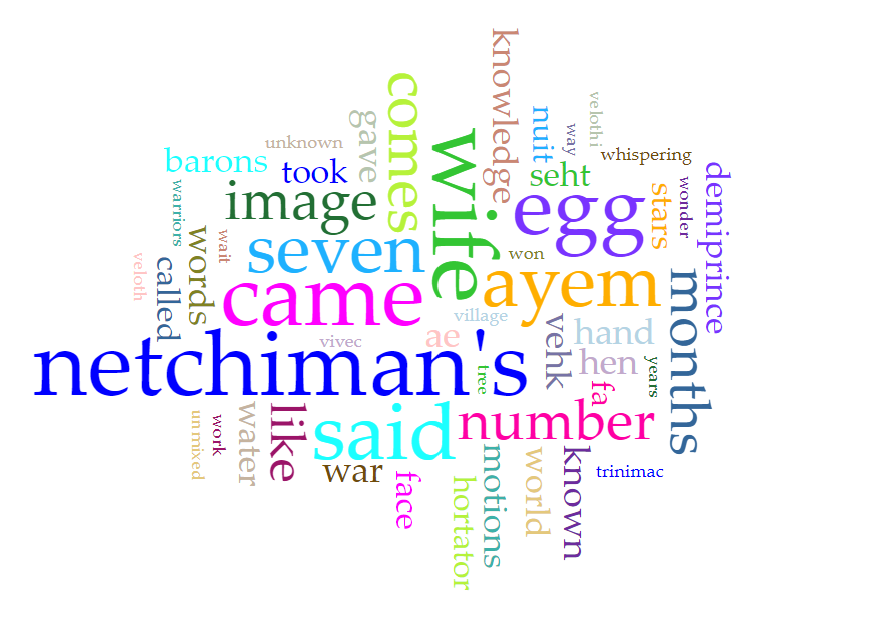 knowledge
comes
gave
velothi
nuit
way
unknown
wife
whispering
barons
took
seht
demiprince
warriors
image
egg
stars
wonder
words
wait
seven
won
veloth
called
came
ayem
months
village
vehk
hand
vivec
ae
netchiman's
hen
years
tree
fa
unmixed
work
water
like
said
number
war
face
hortator
motions
world
known
trinimac